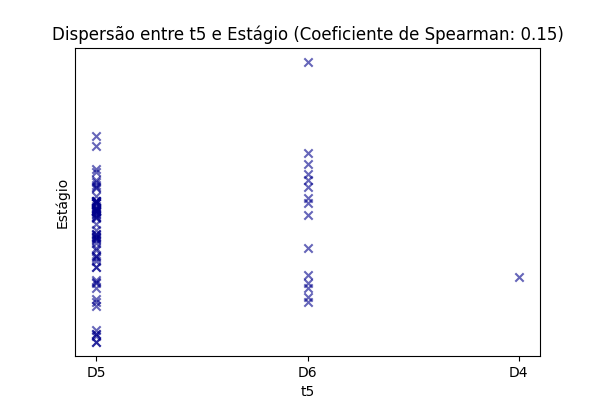 Dispersão entre t5 e Estágio (Coeficiente de Spearman: 0.15)
Estágio
D5
D6
D4
t5